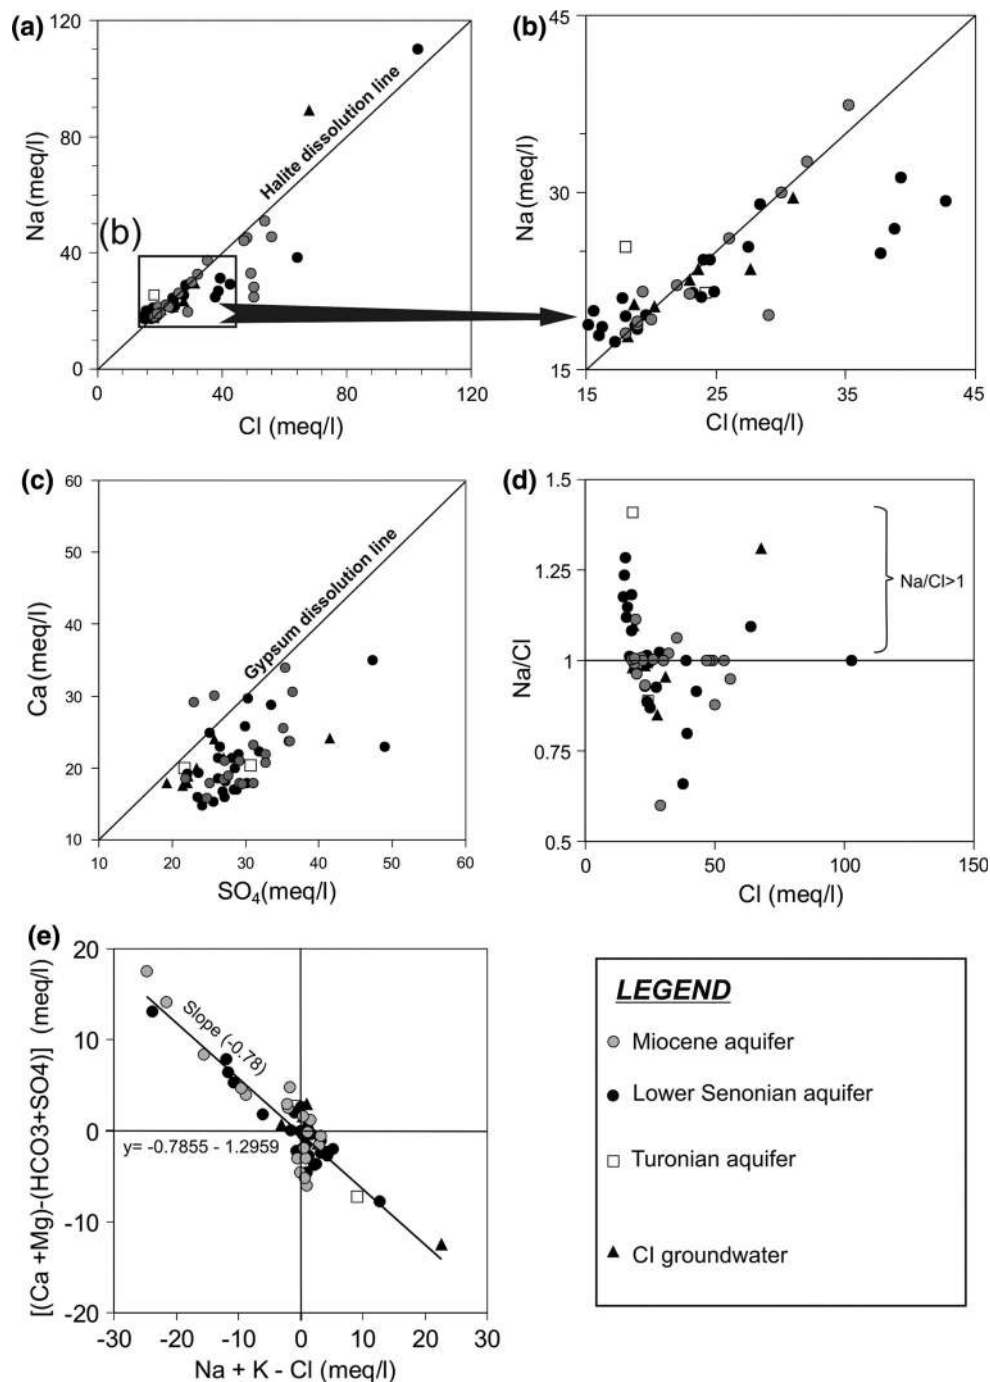 (a)
120
80
40
0
Na (meq/l)
Halite dissolution line
(b)
0
40
80
120
Cl (meq/l)
(b)
45
30
15
Na (meq/l)
15
25
35
45
Cl (meq/l)
(c)
60
50
40
30
20
10
Ca (meq/l)
Gypsum dissolution line
10
20
30
40
50
60
SO4(meq/l)
(d)
1.5
1.25
1
0.75
0.5
Na/Cl
Na/Cl>1
0
50
100
150
Cl (meq/l)
(e)
20
10
0
-10
-20
[(Ca +Mg)-(HCO3+SO4)] (meq/l)
Slope (-0.78)
y= -0.7855 - 1.2959
-30
-20
-10
0
10
20
30
Na + K - Cl (meq/l)
LEGEND
Miocene aquifer
Lower Senonian aquifer
Turonian aquifer
CI groundwater